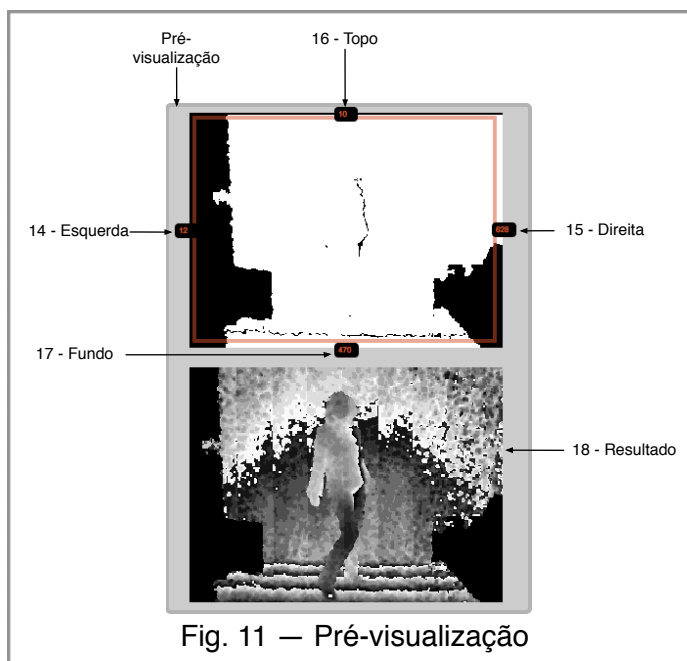 Pré-
visualização
16 - Topo
10
14 - Esquerda
12
628
15 - Direita
17 - Fundo
470
18 - Resultado
Fig. 11 — Pré-visualização